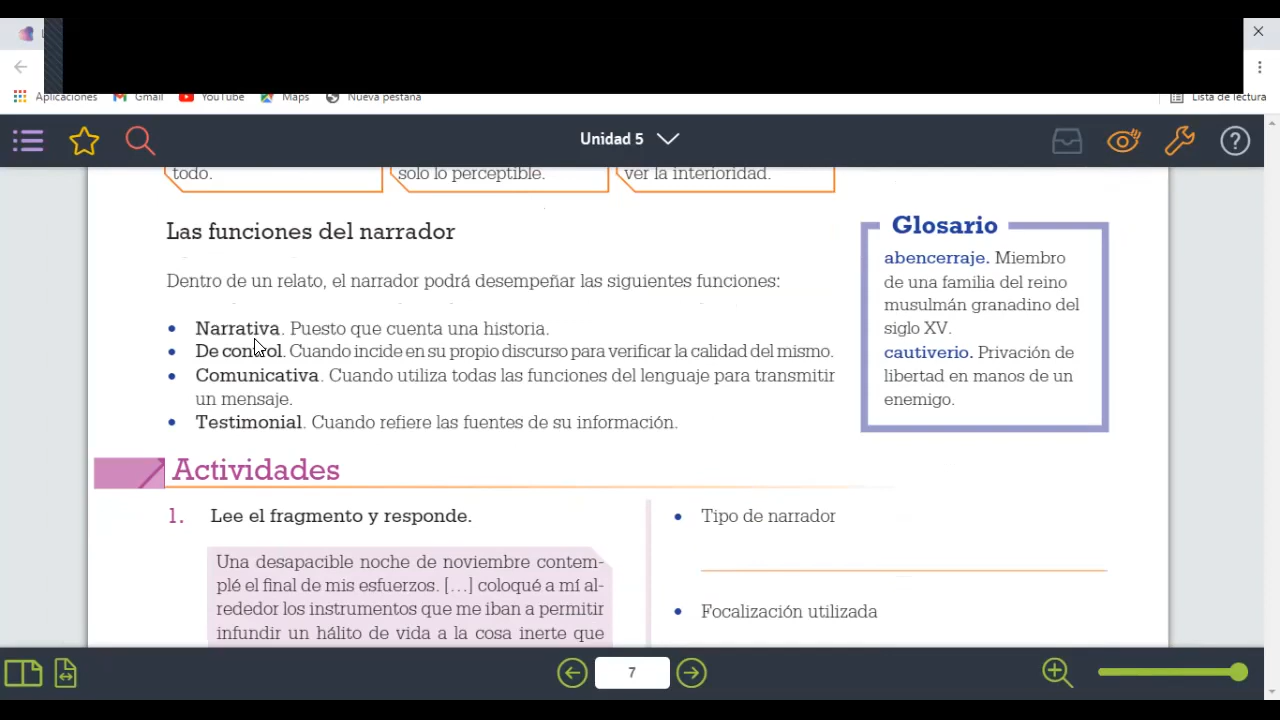 Aplicaciones
Gmail
YouTube
Maps
Nueva pestaña
Lista de lectura
Unidad 5
todo.
solo lo perceptible.
ver la interioridad.
Las funciones del narrador
Dentro de un relato, el narrador podrá desempeñar las siguientes funciones:
• Narrativa. Puesto que cuenta una historia.
• De control. Cuando incide en su propio discurso para verificar la calidad del mismo.
• Comunicativa. Cuando utiliza todas las funciones del lenguaje para transmitir
un mensaje.
• Testimonial. Cuando refiere las fuentes de su información.
Glosario
abencerraje. Miembro
de una familia del reino
musulmán granadino del
siglo XV.
cautiverio. Privación de
libertad en manos de un
enemigo.
Actividades
1. Lee el fragmento y responde.
Una desapacible noche de noviembre contem-
plé el final de mis esfuerzos. [...] coloqué a mí al-
rededor los instrumentos que me iban a permitir
infundir un hálito de vida a la cosa inerte que
• Tipo de narrador
• Focalización utilizada
7